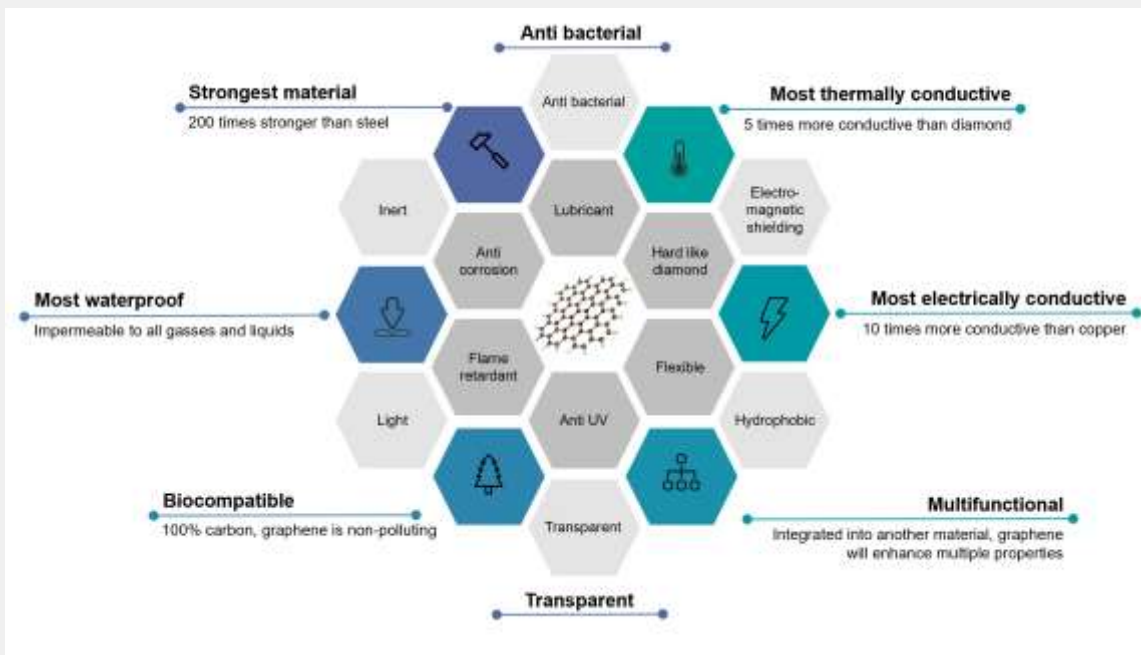 Anti bacterial
Strongest material
200 times stronger than steel
Anti bacterial
Most thermally conductive
5 times more conductive than diamond
Inert
Lubricant
Electro-
magnetic
shielding
Anti
corrosion
Hard like
diamond
Most waterproof
Impermeable to all gasses and liquids
Most electrically conductive
10 times more conductive than copper
Flame
retardant
Flexible
Light
Anti UV
Hydrophobic
Biocompatible
100% carbon, graphene is non-polluting
Transparent
Multifunctional
Integrated into another material, graphene
will enhance multiple properties
Transparent